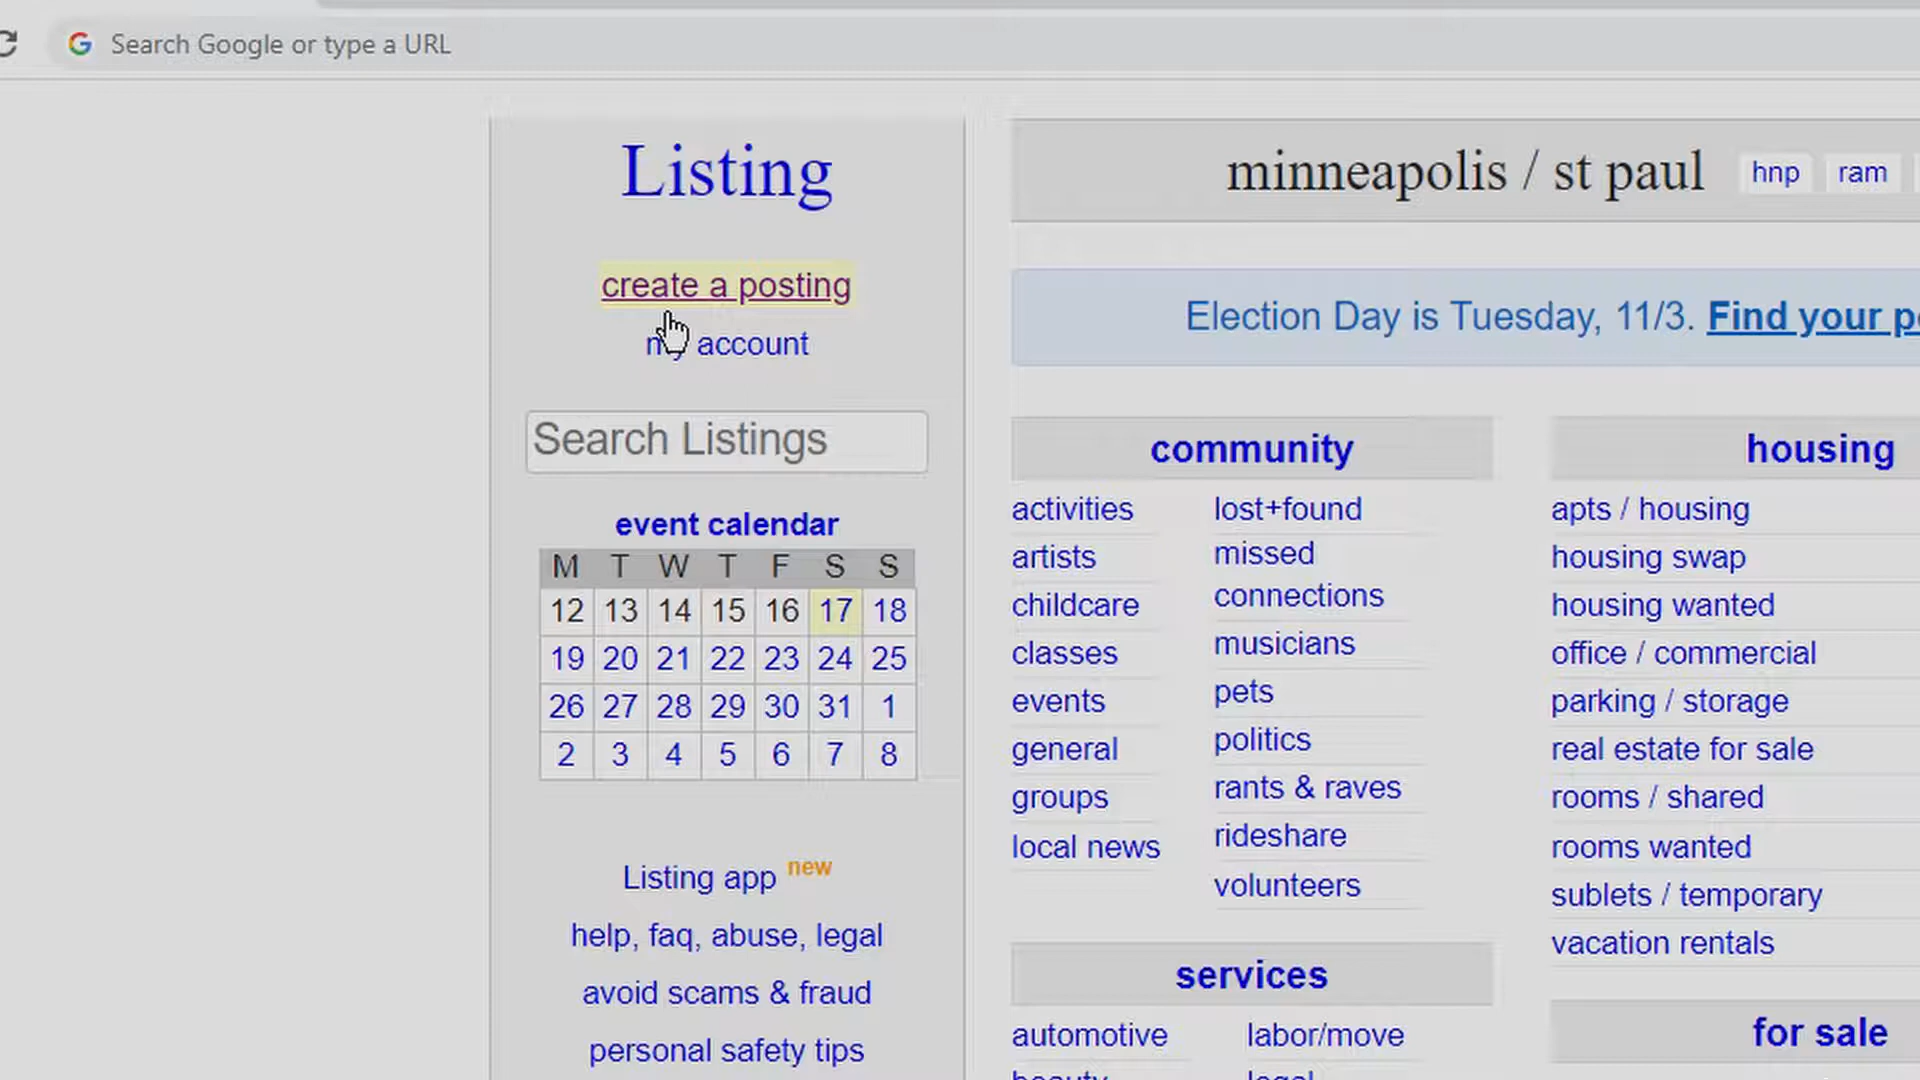 Search Google or type a URL
Listing
create a posting
my account
Search Listings
event calendar
M T W T F S S
12 13 14 15 16 17 18
19 20 21 22 23 24 25
26 27 28 29 30 31 1
2 3 4 5 6 7 8
Listing app new
help, faq, abuse, legal
avoid scams & fraud
personal safety tips
minneapolis / st paul hnp ram
Election Day is Tuesday, 11/3. Find your
community
activities
artists
childcare
classes
events
general
groups
local news
lost+found
missed
connections
musicians
pets
politics
rants & raves
rideshare
volunteers
services
automotive
labor/move
housing
apts / housing
housing swap
housing wanted
office / commercial
parking / storage
real estate for sale
rooms / shared
rooms wanted
sublets / temporary
vacation rentals
for sale